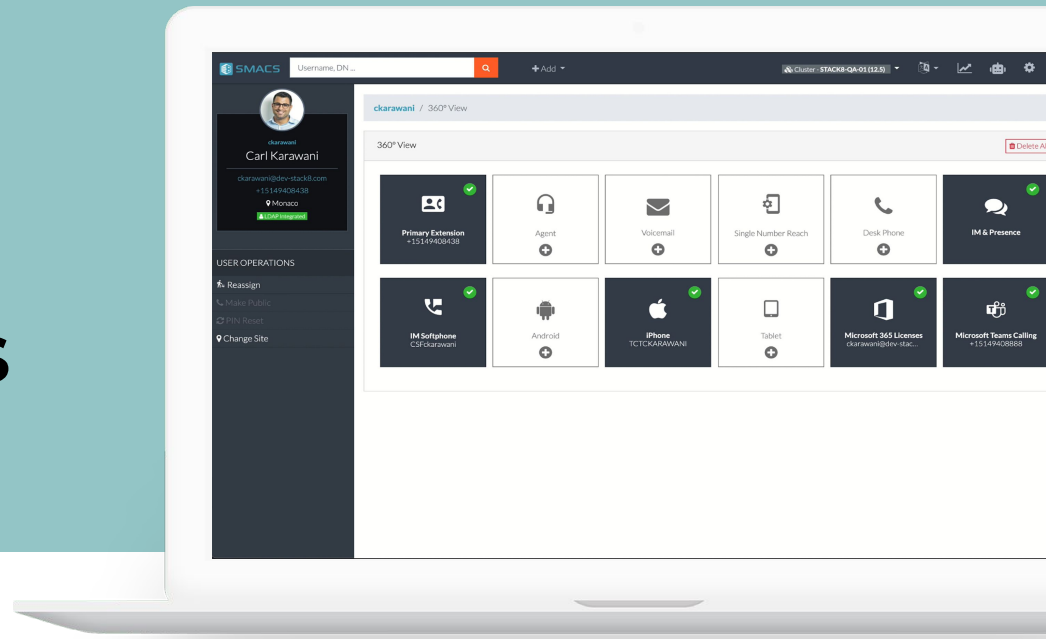 SMACS
Username, DN ...
+ Add
Cluster - STACK8-QA-01 (12.5)
ckarawani
Carl Karawani
ckarawani@dev-stack8.com
+15149408438
Monaco
LDAP Integrated
USER OPERATIONS
Reassign
Make Public
PIN Reset
Change Site
ckarawani / 360° View
360° View
Delete Al
Primary Extension
+15149408438
Agent
Voicemail
Single Number Reach
Desk Phone
IM & Presence
IM Softphone
CSFckarawani
Android
iPhone
TCTCKARAWANI
Tablet
Microsoft 365 Licenses
ckarawani@dev-stac...
Microsoft Teams Calling
+15149408888
s